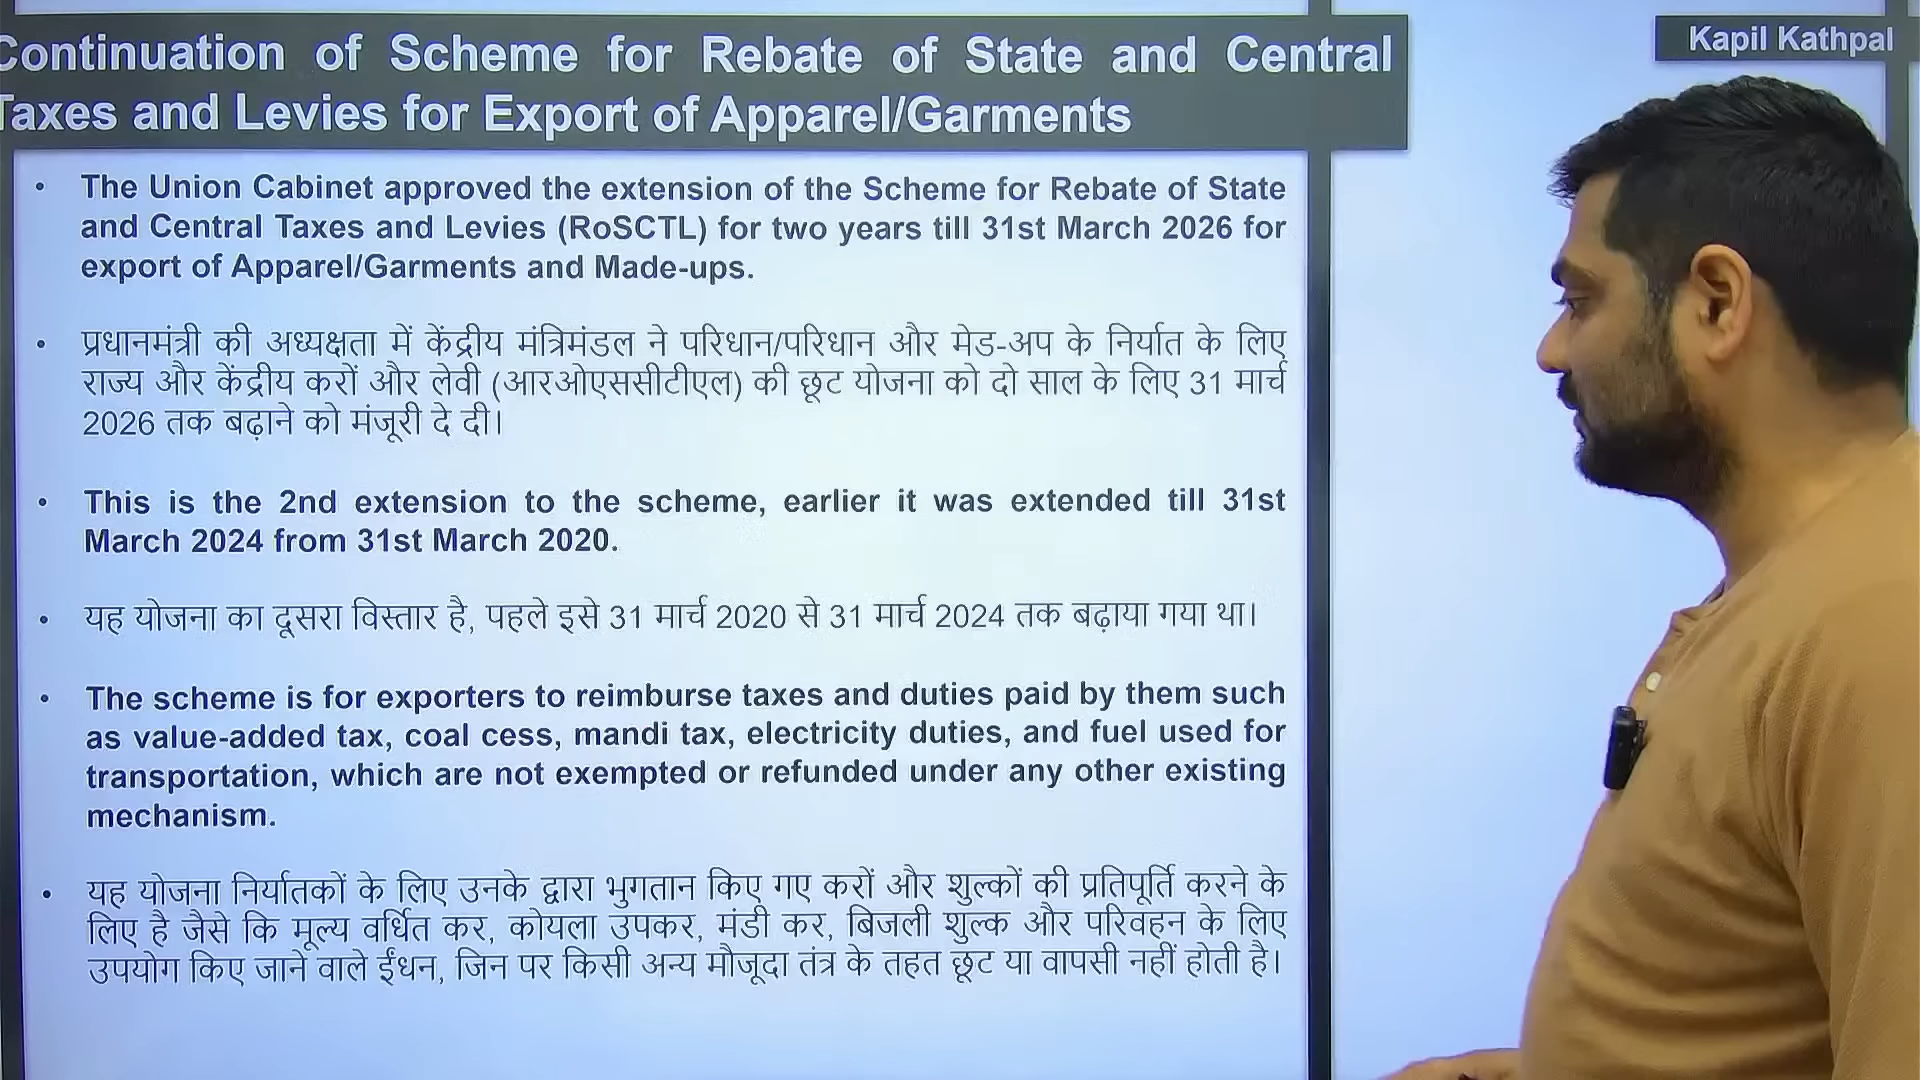 Continuation of Scheme for Rebate of State and Central
Taxes and Levies for Export of Apparel/Garments
Kapil Kathpal
• The Union Cabinet approved the extension of the Scheme for Rebate of State
and Central Taxes and Levies (RoSCTL) for two years till 31st March 2026 for
export of Apparel/Garments and Made-ups.
• प्रधानमंत्री की अध्यक्षता में केंद्रीय मंत्रिमंडल ने परिधान/परिधान और मेड-अप के निर्यात के लिए
राज्य और केंद्रीय करों और लेवी (आरओएससीटीएल) की छूट योजना को दो साल के लिए 31 मार्च
2026 तक बढ़ाने को मंजूरी दे दी।
• This is the 2nd extension to the scheme, earlier it was extended till 31st
March 2024 from 31st March 2020.
• यह योजना का दूसरा विस्तार है, पहले इसे 31 मार्च 2020 से 31 मार्च 2024 तक बढ़ाया गया था।
• The scheme is for exporters to reimburse taxes and duties paid by them such
as value-added tax, coal cess, mandi tax, electricity duties, and fuel used for
transportation, which are not exempted or refunded under any other existing
mechanism.
• यह योजना निर्यातकों के लिए उनके द्वारा भुगतान किए गए करों और शुल्कों की प्रतिपूर्ति करने के
लिए है जैसे कि मूल्य वर्धित कर, कोयला उपकर, मंडी कर, बिजली शुल्क और परिवहन के लिए
उपयोग किए जाने वाले ईंधन, जिन पर किसी अन्य मौजूदा तंत्र के तहत छूट या वापसी नहीं होती है।